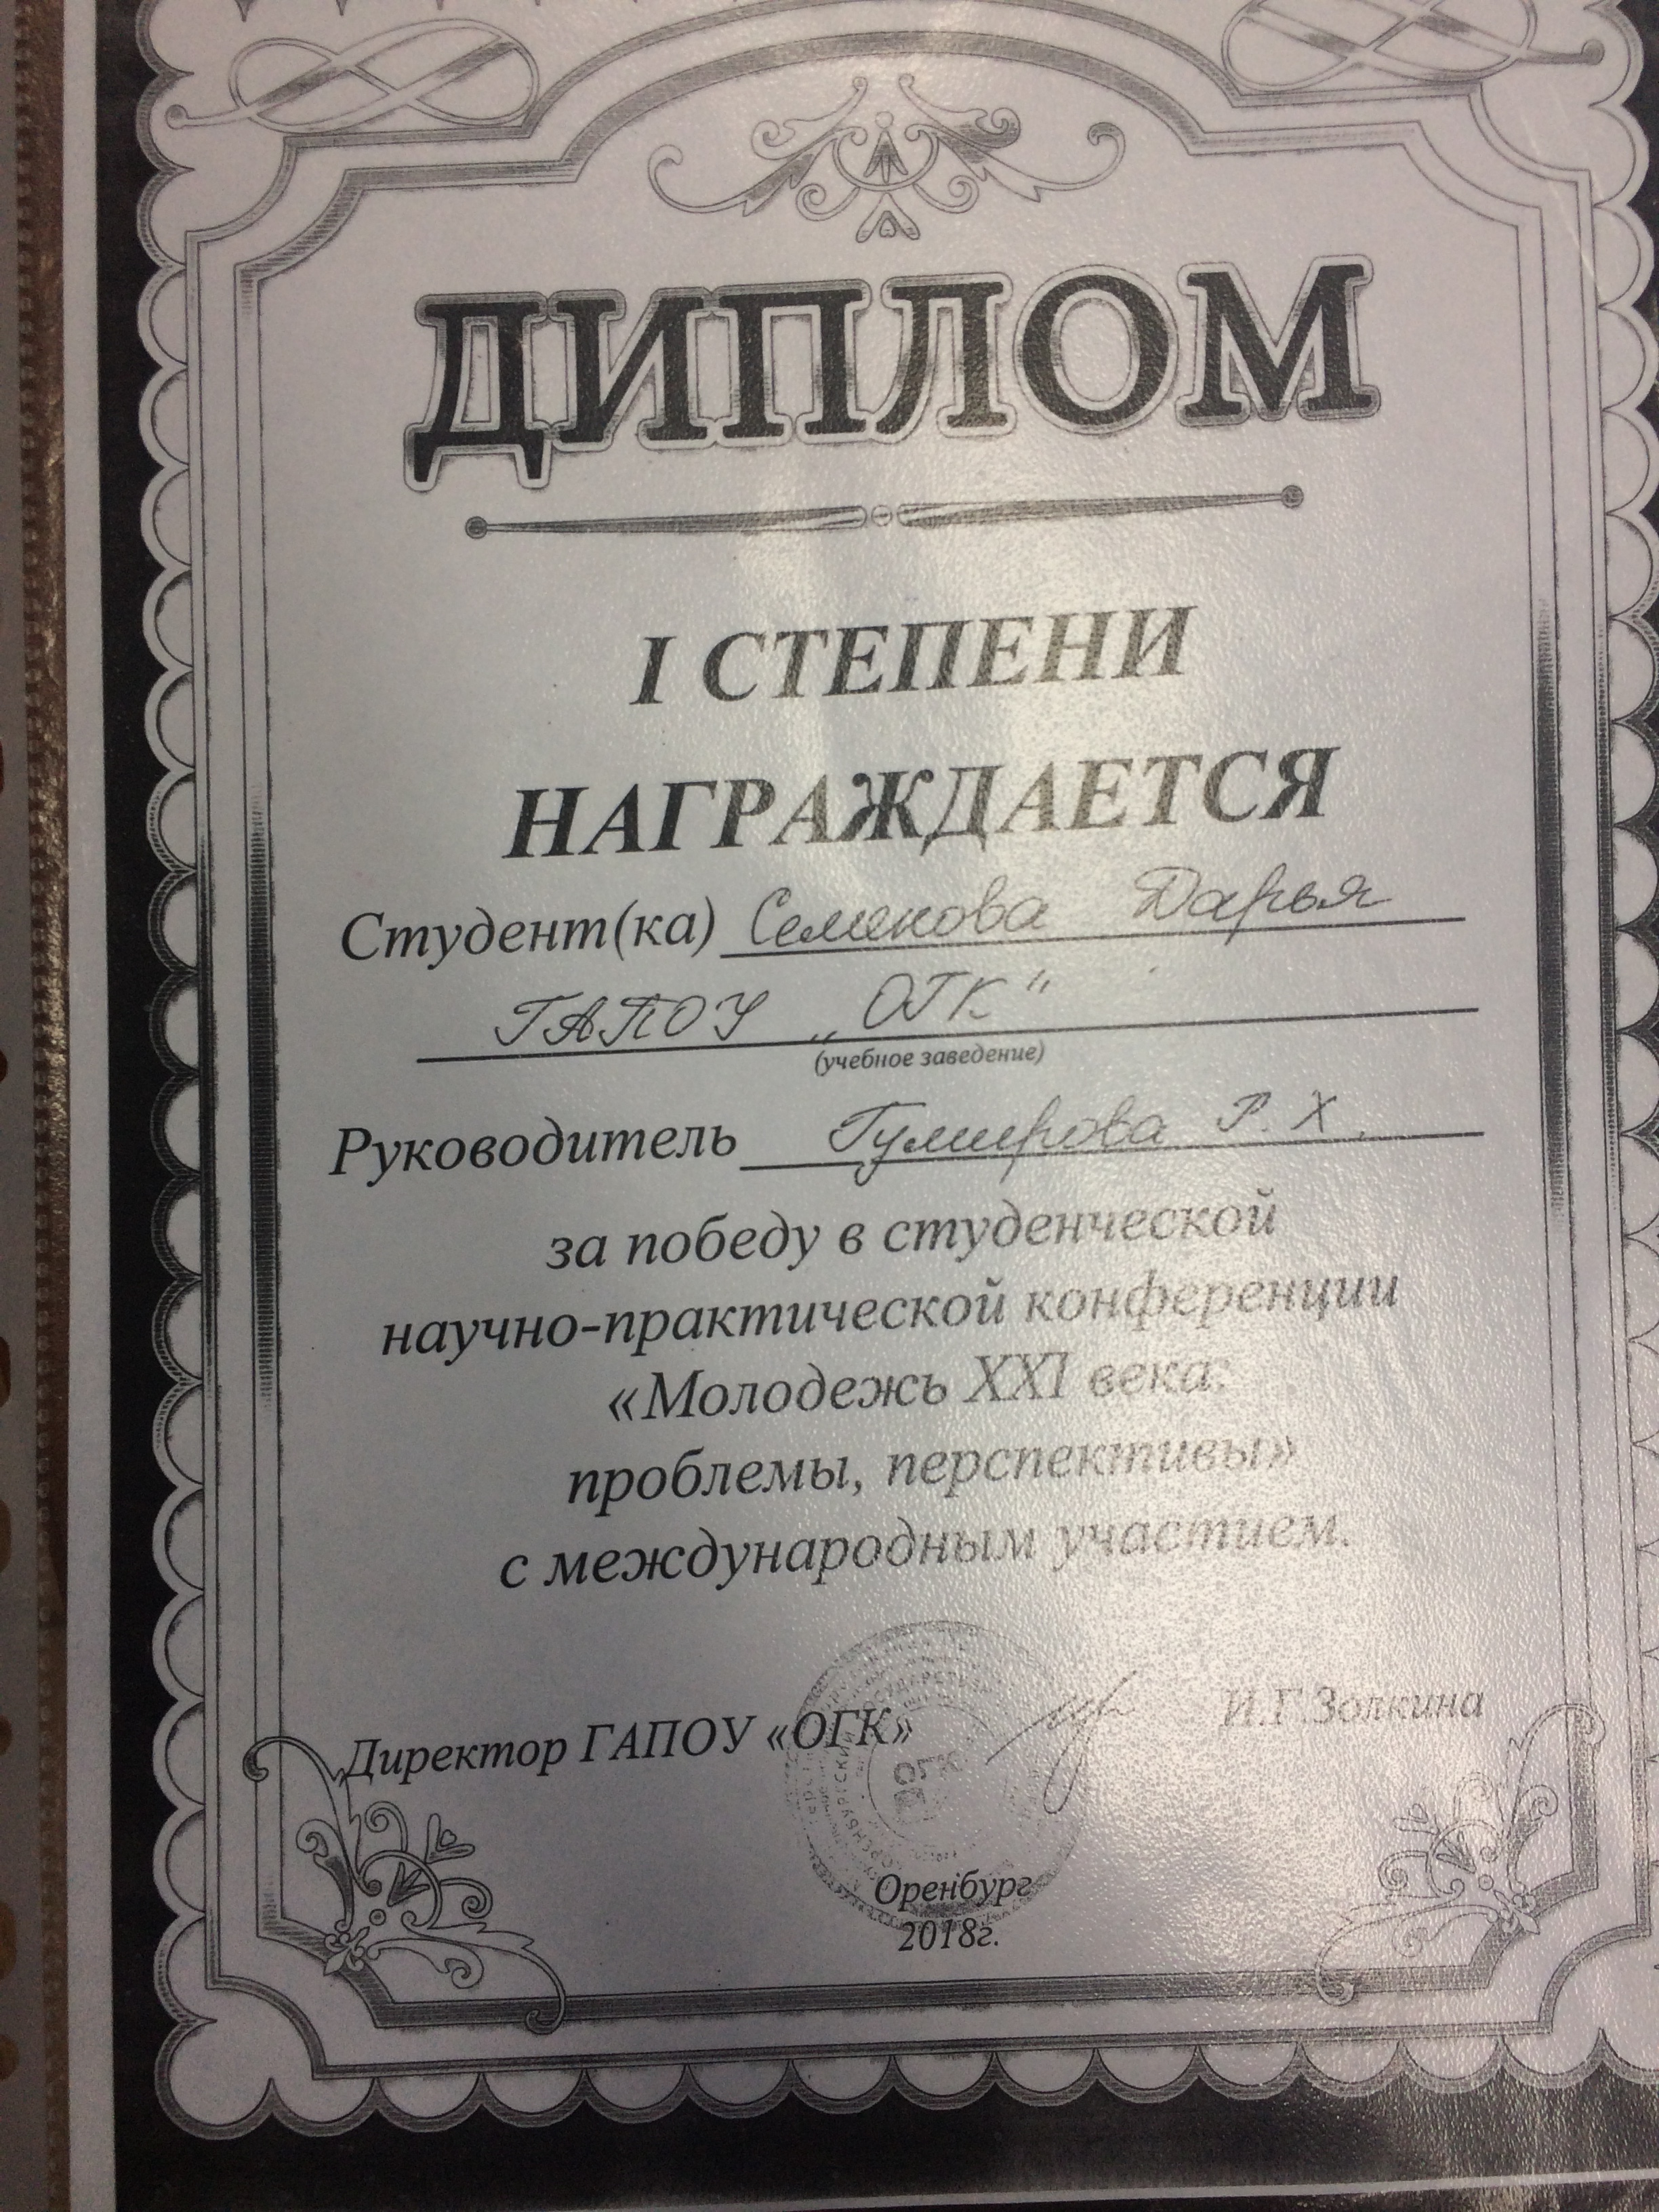 ДИПЛОМ
I СТЕПЕНИ
НАГРАЖДАЕТСЯ
Студент(ка) Семенова Дарья
ГАПОУ „ОГК“
(учебное заведение)
Руководитель Гумирова Р. Х.
за победу в студенческой
научно-практической конференции
«Молодежь XXI века:
проблемы, перспективы»
с международным участием.
Директор ГАПОУ «ОГК» И.Г.Золкина
Оренбург
2018г.